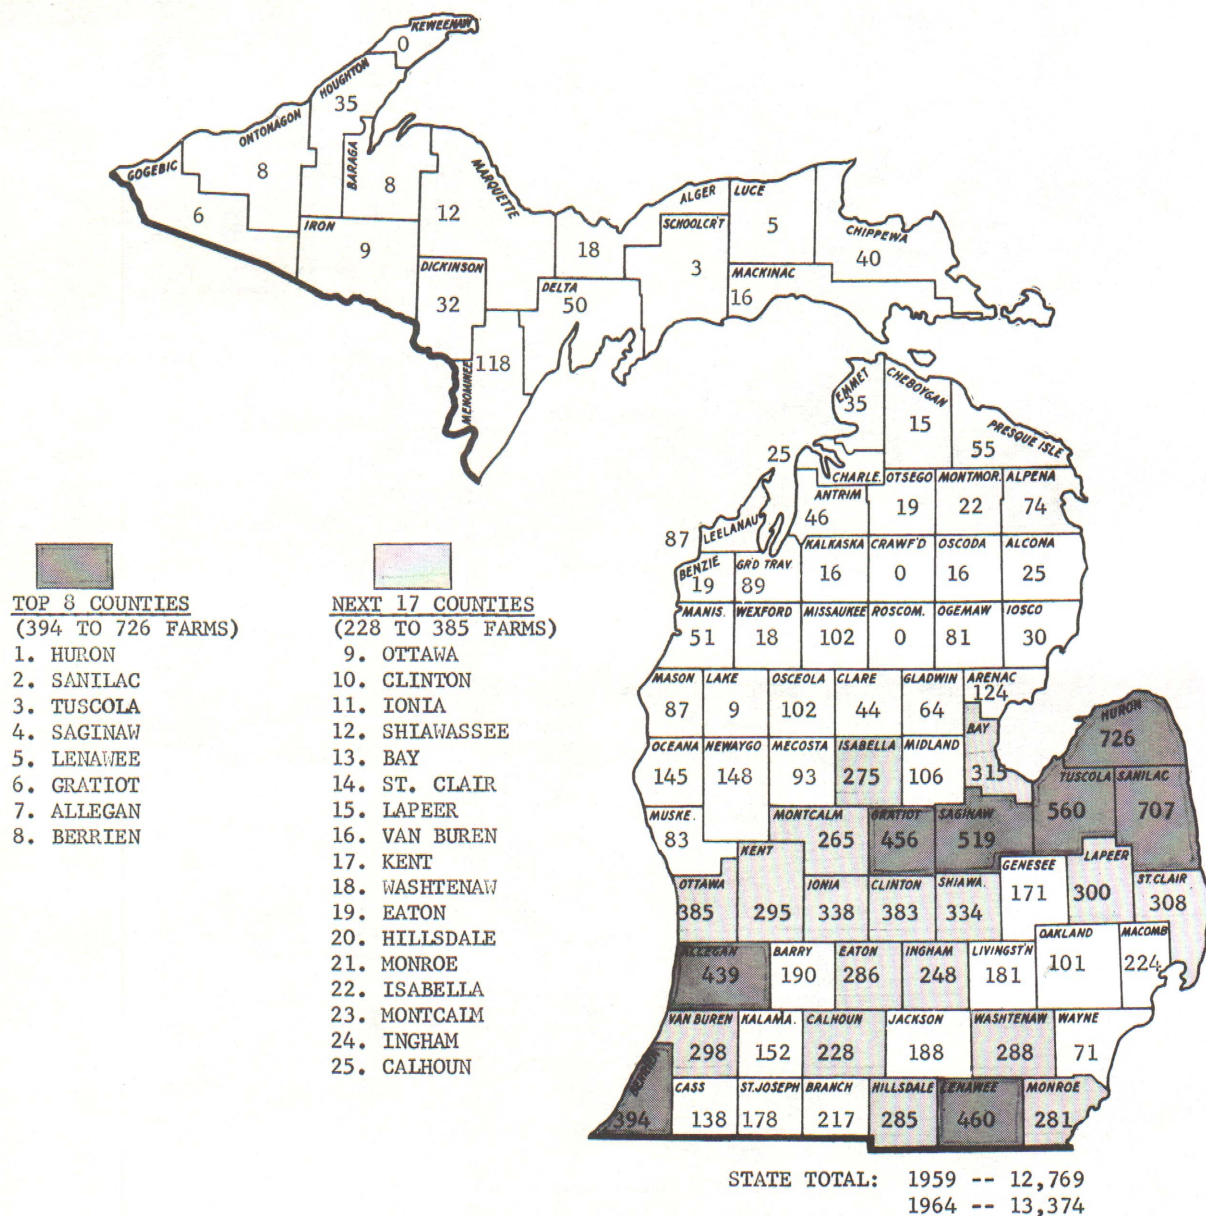 KEWEENAW
0
HOUGHTON
35
ONTONAGON
8
GOGEBIC
6
BARAGA
8
MARQUETTE
12
IRON
9
DICKINSON
32
MENOMINEE
118
DELTA
50
ALGER
18
SCHOOLCR'T
3
LUCE
5
CHIPPEWA
40
MACKINAC
16
EMMET
35
CHEBOYGAN
15
PRESQUE ISLE
55
25
CHARLE.
OTSEGO
19
MONTMOR.
22
ALPENA
74
ANTRIM
46
87
LEELANAU
BENZIE
19
GR'D TRAV.
89
KALKASKA
16
CRAWF'D
0
OSCODA
16
ALCONA
25
MANIS.
51
WEXFORD
18
MISSAUKEE
102
ROSCOM.
0
OGEMAW
81
IOSCO
30
MASON
87
LAKE
9
OSCEOLA
102
CLARE
44
GLADWIN
64
ARENAC
124
OCEANA
145
NEWAYGO
148
MECOSTA
93
ISABELLA
275
MIDLAND
106
BAY
315
HURON
726
TUSCOLA
560
SANILAC
707
MUSKE.
83
MONTCALM
265
GRATIOT
456
SAGINAW
519
OTTAWA
385
KENT
295
IONIA
338
CLINTON
383
SHIAWA.
334
GENESEE
171
LAPEER
300
ST.CLAIR
308
ALLEGAN
439
BARRY
190
EATON
286
INGHAM
248
LIVINGST'N
181
OAKLAND
101
MACOMB
224
VAN BUREN
298
KALAMA.
152
CALHOUN
228
JACKSON
188
WASHTENAW
288
WAYNE
71
BERRIEN
394
CASS
138
ST.JOSEPH
178
BRANCH
217
HILLSDALE
285
LENAWEE
460
MONROE
281
TOP 8 COUNTIES
(394 TO 726 FARMS)
1. HURON
2. SANILAC
3. TUSCOLA
4. SAGINAW
5. LENAWEE
6. GRATIOT
7. ALLEGAN
8. BERRIEN
NEXT 17 COUNTIES
(228 TO 385 FARMS)
9. OTTAWA
10. CLINTON
11. IONIA
12. SHIAWASSEE
13. BAY
14. ST. CLAIR
15. LAPEER
16. VAN BUREN
17. KENT
18. WASHTENAW
19. EATON
20. HILLSDALE
21. MONROE
22. ISABELLA
23. MONTCALM
24. INGHAM
25. CALHOUN
STATE TOTAL: 1959 -- 12,769
1964 -- 13,374